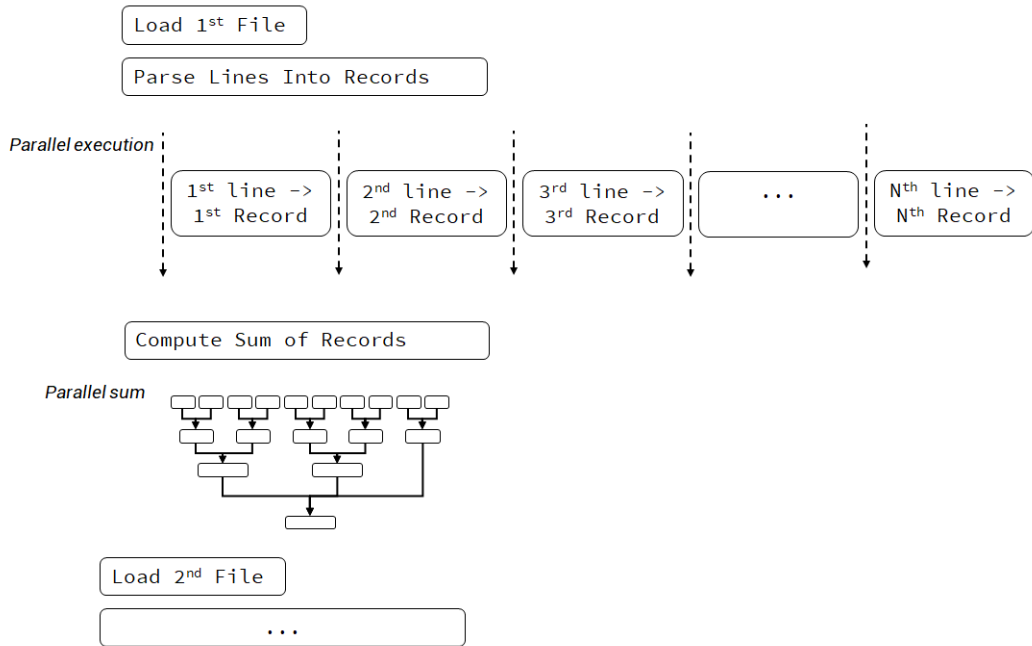 Load 1st File
Parse Lines Into Records
Parallel execution
1st line ->
1st Record
2nd line ->
2nd Record
3rd line ->
3rd Record
...
Nth line ->
Nth Record
Compute Sum of Records
Parallel sum
Load 2nd File
...